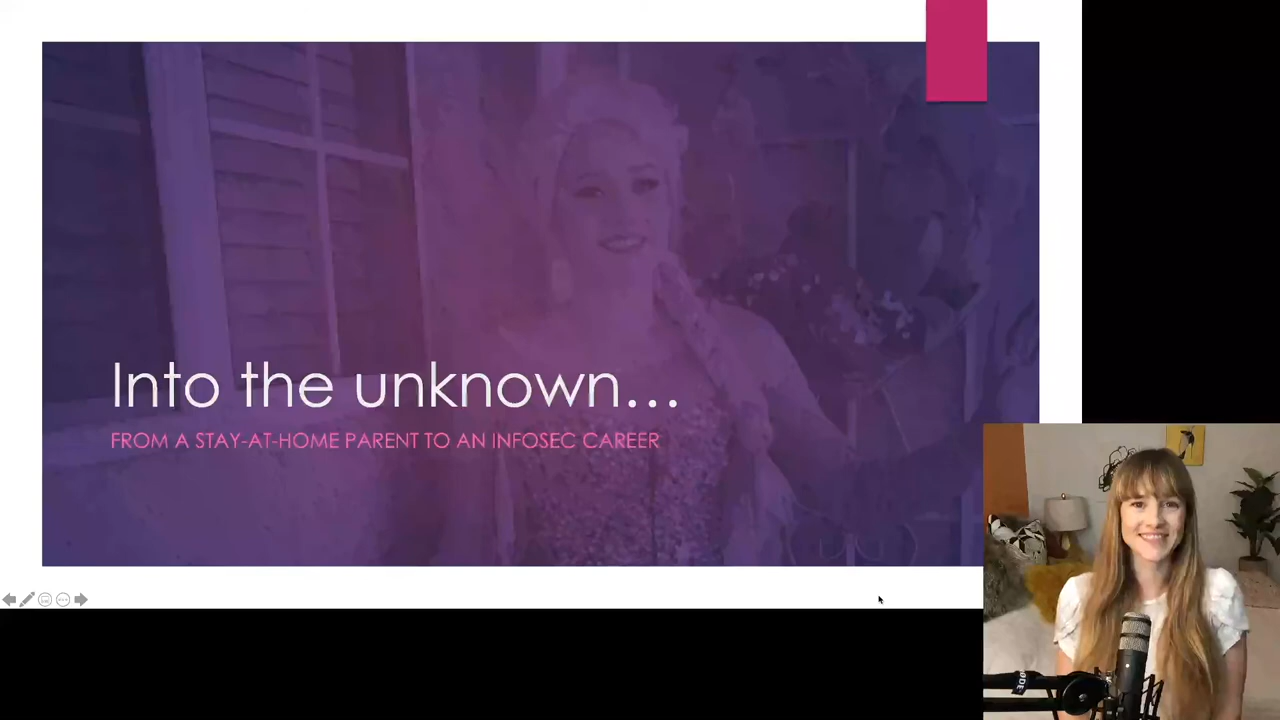 Into the unknown...
FROM A STAY-AT-HOME PARENT TO AN INFOSEC CAREER